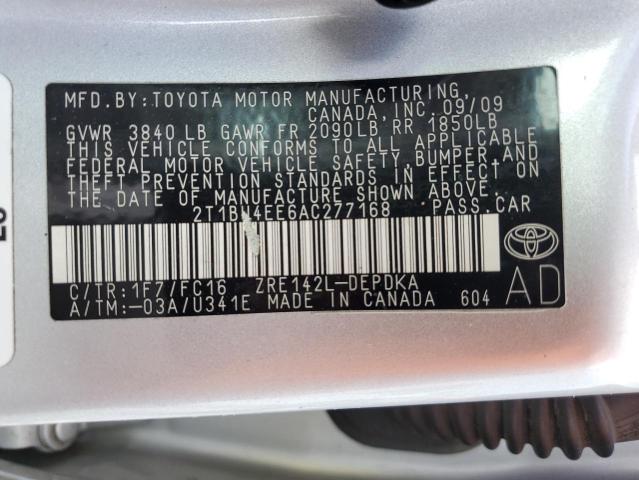 MFD. BY: TOYOTA MOTOR MANUFACTURING,
CANADA, INC. 09/09
GVWR 3840 LB GAWR FR 2090LB RR 1850LB
THIS VEHICLE CONFORMS TO ALL APPLICABLE
FEDERAL MOTOR VEHICLE SAFETY, BUMPER, AND
THEFT PREVENTION STANDARDS IN EFFECT ON
THE DATE OF MANUFACTURE SHOWN ABOVE.
PASS. CAR
C/TR: 1F7/FC16 ZRE142L-DEPDKA
A/TM: -03A/U341E MADE IN CANADA 604
AD